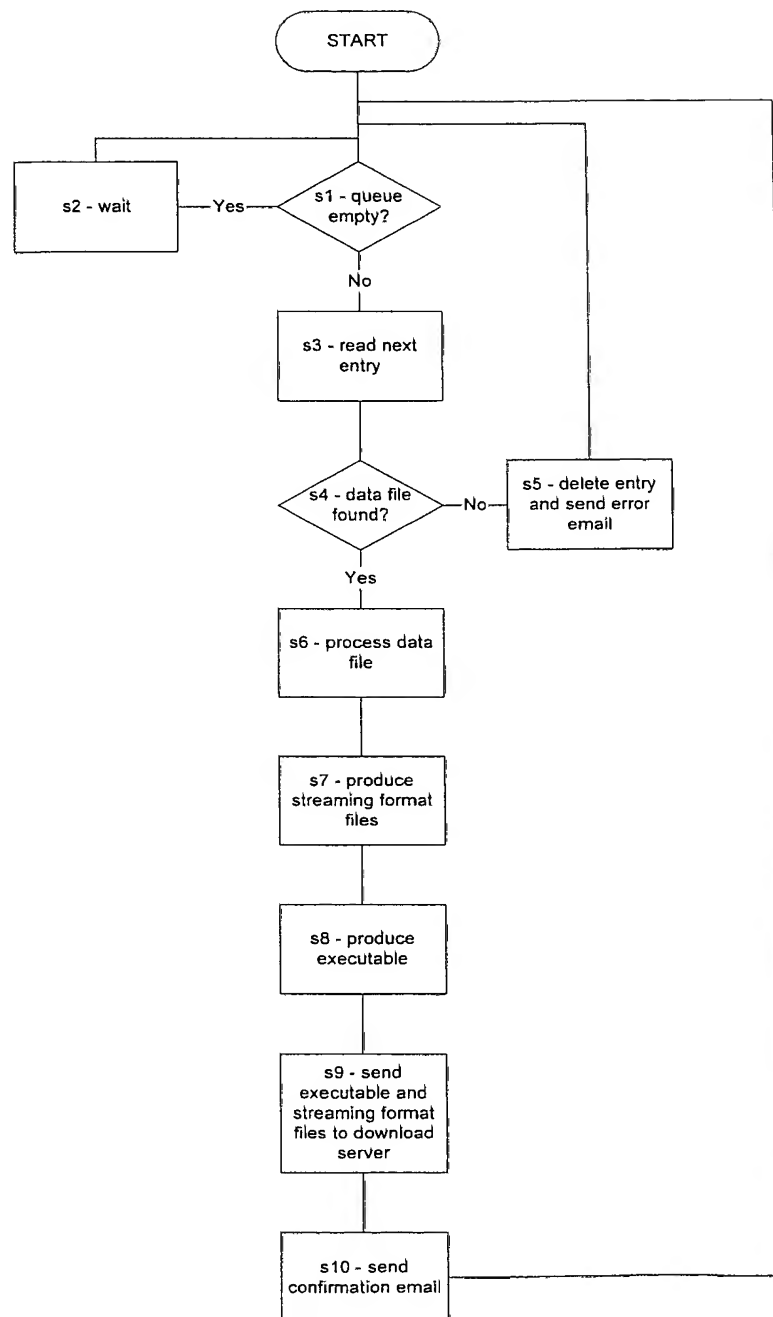 START
s1 - queue
empty?
Yes
s2 - wait
No
s3 - read next
entry
s4 - data file
found?
No
s5 - delete entry
and send error
email
Yes
s6 - process data
file
s7 - produce
streaming format
files
s8 - produce
executable
s9 - send
executable and
streaming format
files to download
server
s10 - send
confirmation email